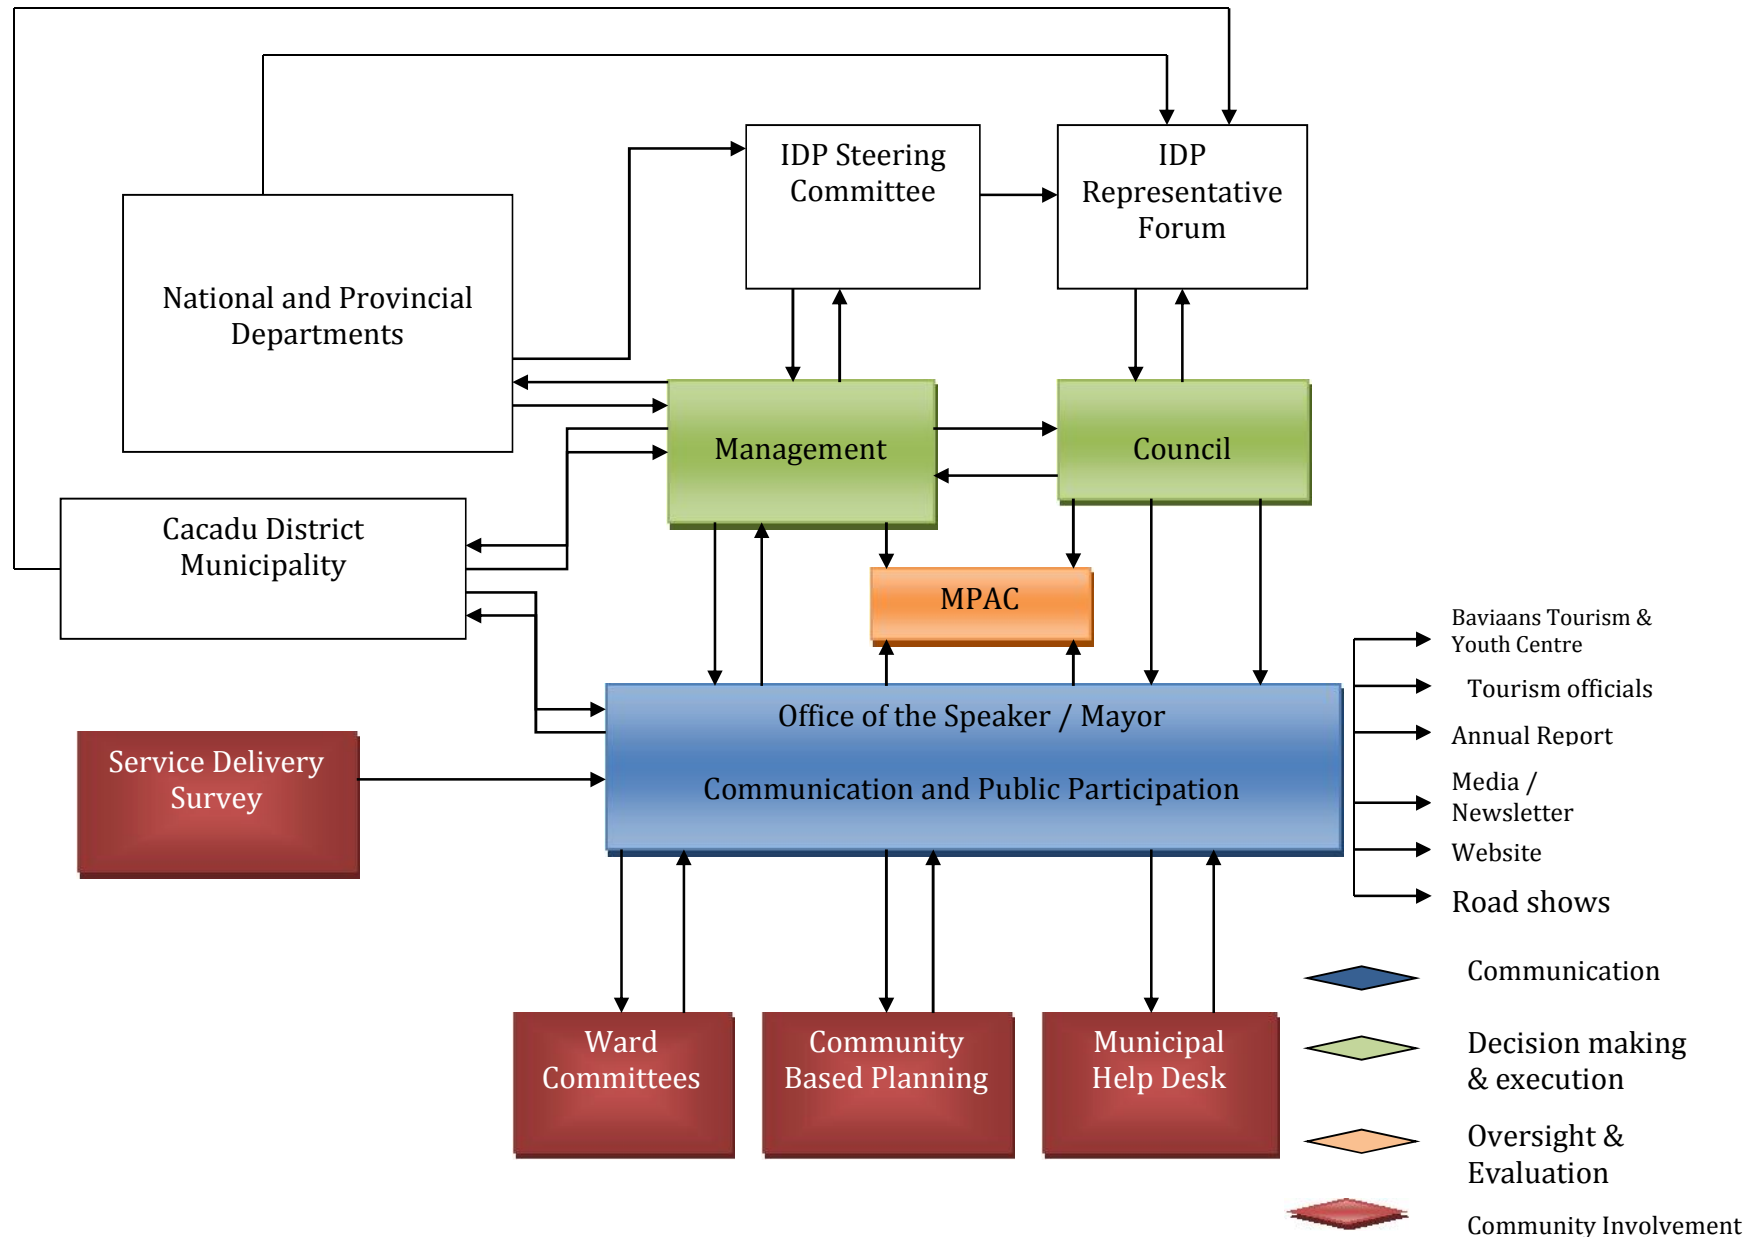 IDP Steering
Committee
IDP
Representative
Forum
National and Provincial
Departments
Management
Council
Cacadu District
Municipality
MPAC
Office of the Speaker / Mayor
Communication and Public Participation
Service Delivery
Survey
Baviaans Tourism &
Youth Centre
Tourism officials
Annual Report
Media /
Newsletter
Website
Road shows
Ward
Committees
Community
Based Planning
Municipal
Help Desk
Communication
Decision making
& execution
Oversight &
Evaluation
Community Involvement